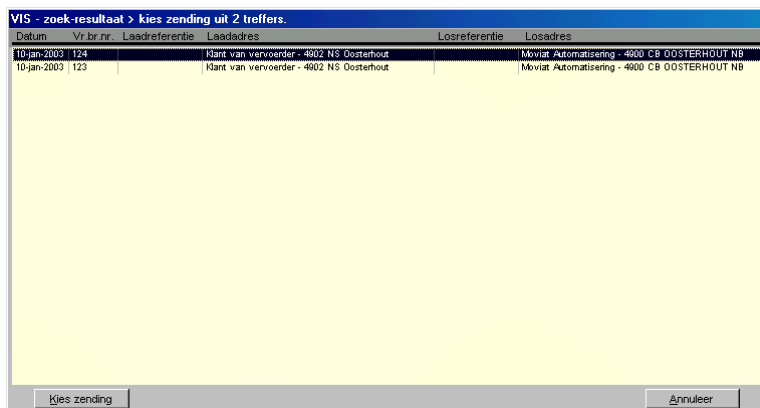 VIS - zoek-resultaat > kies zending uit 2 treffers.
Datum Vr.br.nr. Laadreferentie Laadadres Losreferentie Losadres
10-jan-2003 124 Klant van vervoerder - 4902 NS Oosterhout Moviat Automatisering - 4900 CB OOSTERHOUT NB
10-jan-2003 123 Klant van vervoerder - 4902 NS Oosterhout Moviat Automatisering - 4900 CB OOSTERHOUT NB
Kies zending Annuleer